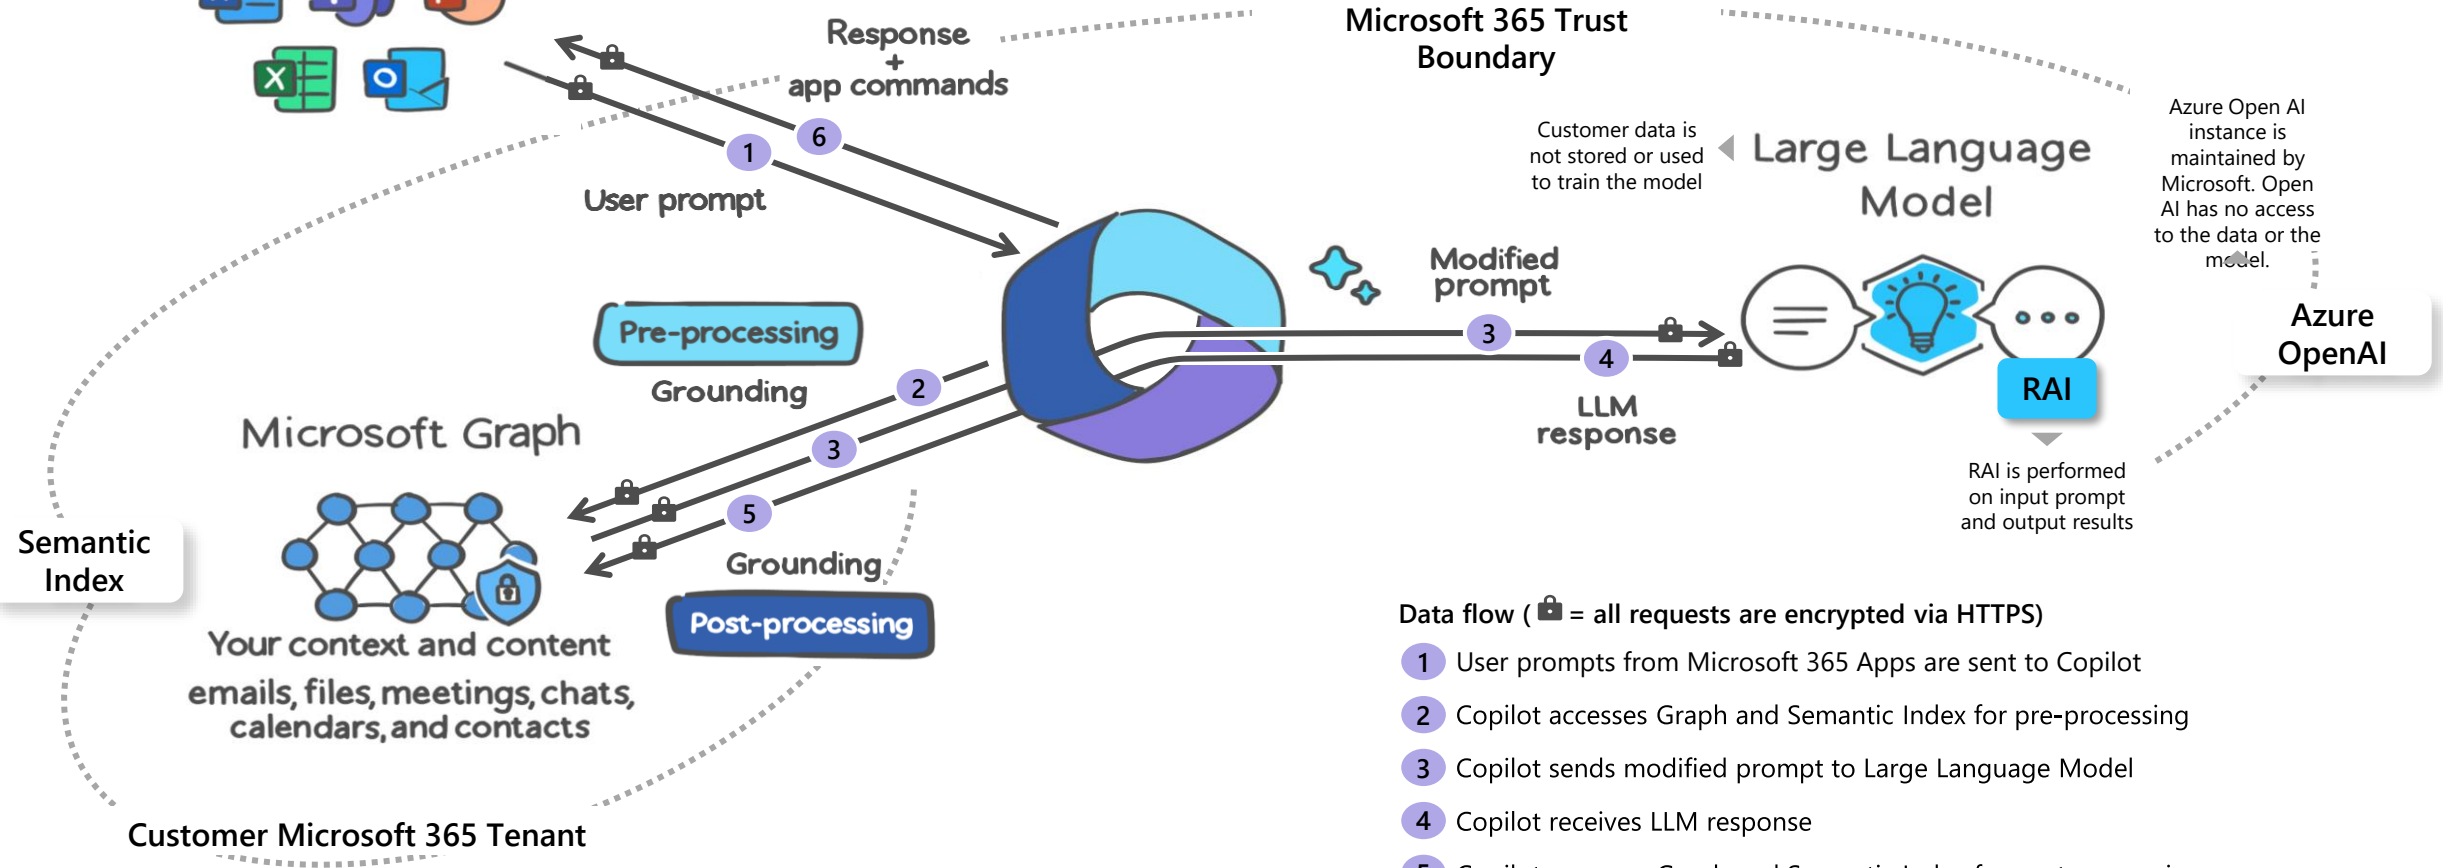 Microsoft 365 Trust
Boundary
Response
+
app commands
6
1
User prompt
Customer data is
not stored or used
to train the model
Large Language
Model
Azure Open AI
instance is
maintained by
Microsoft. Open
AI has no access
to the data or the
model.
Modified
prompt
3
4
LLM
response
RAI
Azure
OpenAI
RAI is performed
on input prompt
and output results
Pre-processing
Grounding
2
3
5
Microsoft Graph
Semantic
Index
Grounding
Post-processing
Your context and content
emails, files, meetings, chats,
calendars, and contacts
Customer Microsoft 365 Tenant
Data flow ( = all requests are encrypted via HTTPS)
1 User prompts from Microsoft 365 Apps are sent to Copilot
2 Copilot accesses Graph and Semantic Index for pre-processing
3 Copilot sends modified prompt to Large Language Model
4 Copilot receives LLM response